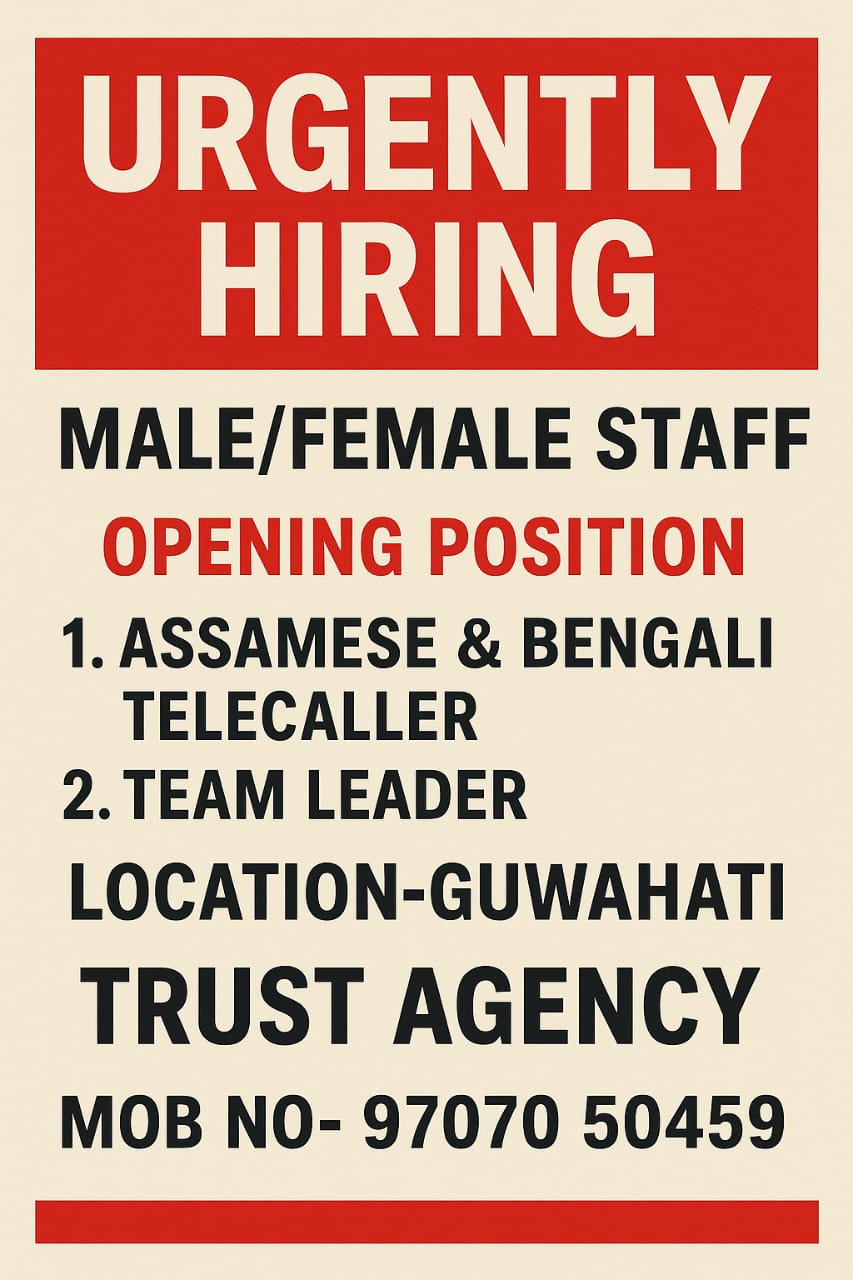 URGENTLY
HIRING
MALE/FEMALE STAFF
OPENING POSITION
1. ASSAMESE & BENGALI
TELECALLER
2. TEAM LEADER
LOCATION-GUWAHATI
TRUST AGENCY
MOB NO- 97070 50459